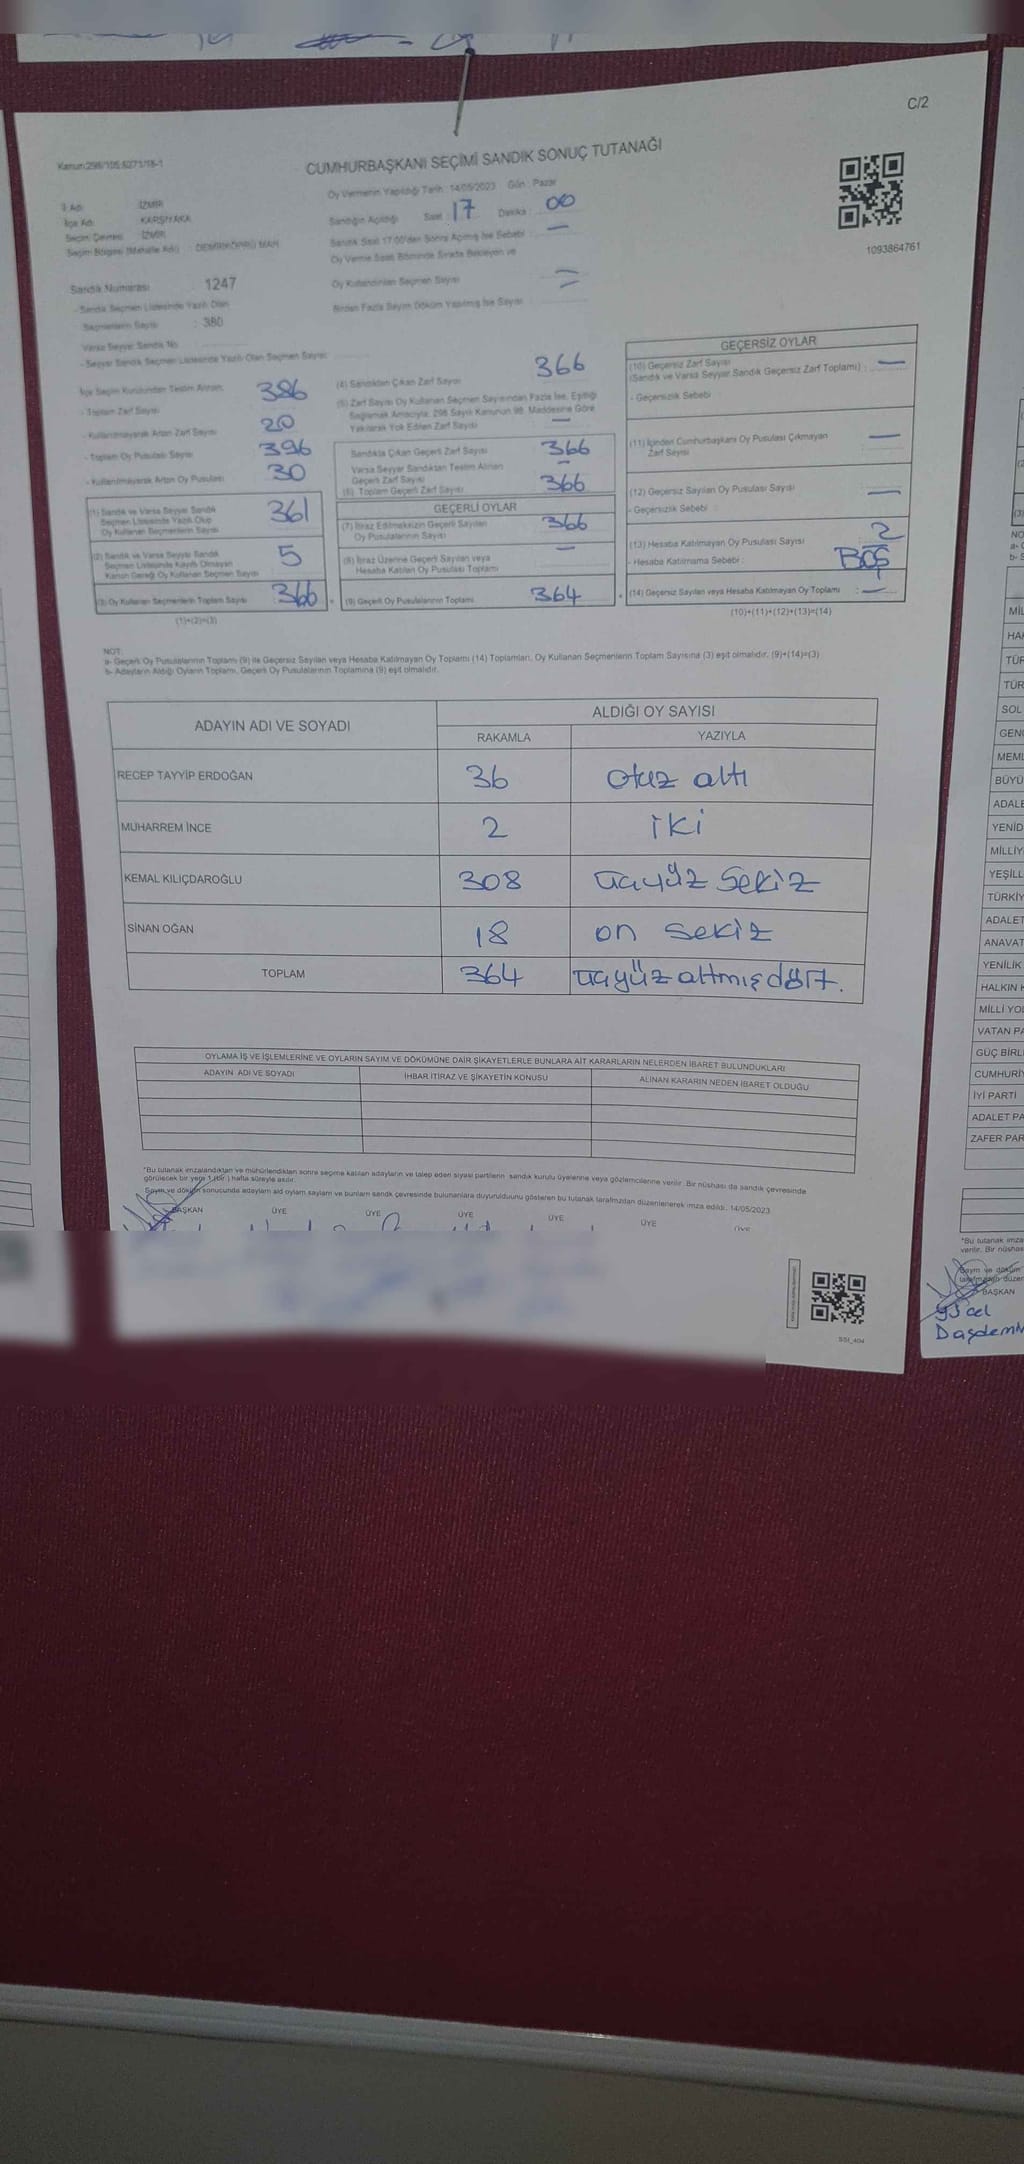 C/2
Kanun:298/105,6271/18-1
CUMHURBAŞKANI SEÇİMİ SANDIK SONUÇ TUTANAĞI
Oy Vermenin Yapıldığı Tarih : 14/05/2023 Gün : Pazar
İl Adı : İZMİR
İlçe Adı : KARŞIYAKA
Seçim Çevresi : İZMİR
Seçim Bölgesi (Mahalle Adı) : DEMİRKÖPRÜ MAH.
Sandığın Açıldığı Saat : 17 Dakika : 00
Sandık Saat 17:00'den Sonra Açılmış İse Sebebi : —
Oy Verme Saati Bitiminde Sırada Bekleyen ve
Oy Kullandırılan Seçmen Sayısı
Birden Fazla Sayım Döküm Yapılmış İse Sayısı :
1093864761
Sandık Numarası : 1247
- Sandık Seçmen Listesinde Yazılı Olan
Seçmenlerin Sayısı : 380
Varsa Seyyar Sandık No
- Seyyar Sandık Seçmen Listesinde Yazılı Olan Seçmen Sayısı
İlçe Seçim Kurulundan Teslim Alınan; 386
- Toplam Zarf Sayısı
- Kullanılmayarak Artan Zarf Sayısı 20
- Toplam Oy Pusulası Sayısı 396
- Kullanılmayarak Artan Oy Pusulası 30
(1) Sandık ve Varsa Seyyar Sandık
Seçmen Listesinde Yazılı Olup
Oy Kullanan Seçmenlerin Sayısı 361
(2) Sandık ve Varsa Seyyar Sandık
Seçmen Listesinde Kayıtlı Olmayan
Kanun Gereği Oy Kullanan Seçmen Sayısı 5
(3) Oy Kullanan Seçmenlerin Toplam Sayısı 366
(1)+(2)=(3)
(4) Sandıktan Çıkan Zarf Sayısı 366
(5) Zarf Sayısı Oy Kullanan Seçmen Sayısından Fazla İse, Eşitliği
Sağlamak Amacıyla, 298 Sayılı Kanunun 98. Maddesine Göre
Yakılarak Yok Edilen Zarf Sayısı —
Sandıkta Çıkan Geçerli Zarf Sayısı 366
Varsa Seyyar Sandıktan Teslim Alınan
Geçerli Zarf Sayısı —
(6) Toplam Geçerli Zarf Sayısı 366
GEÇERLİ OYLAR
(7) İtiraz Edilmeksizin Geçerli Sayılan
Oy Pusulalarının Sayısı 366
(8) İtiraz Üzerine Geçerli Sayılan veya
Hesaba Katılan Oy Pusulası Toplamı —
(9) Geçerli Oy Pusulalarının Toplamı 364
GEÇERSİZ OYLAR
(10) Geçersiz Zarf Sayısı
(Sandık ve Varsa Seyyar Sandık Geçersiz Zarf Toplamı) : —
- Geçersizlik Sebebi :
(11) İçinden Cumhurbaşkanı Oy Pusulası Çıkmayan
Zarf Sayısı —
(12) Geçersiz Sayılan Oy Pusulası Sayısı —
- Geçersizlik Sebebi :
(13) Hesaba Katılmayan Oy Pusulası Sayısı 2
- Hesaba Katılmama Sebebi : BOŞ
(14) Geçersiz Sayılan veya Hesaba Katılmayan Oy Toplamı : —
(10)+(11)+(12)+(13)=(14)
NOT:
a- Geçerli Oy Pusulalarının Toplamı (9) ile Geçersiz Sayılan veya Hesaba Katılmayan Oy Toplamı (14) Toplamları, Oy Kullanan Seçmenlerin Toplam Sayısına (3) eşit olmalıdır. (9)+(14)=(3)
b- Adayların Aldığı Oyların Toplamı, Geçerli Oy Pusulalarının Toplamına (9) eşit olmalıdır.
ADAYIN ADI VE SOYADI
ALDIĞI OY SAYISI
RAKAMLA YAZIYLA
RECEP TAYYİP ERDOĞAN 36 otuz altı
MUHARREM İNCE 2 iki
KEMAL KILIÇDAROĞLU 308 üçyüz sekiz
SİNAN OĞAN 18 on sekiz
TOPLAM 364 üçyüz altmış dört.
OYLAMA İŞ VE İŞLEMLERİNE VE OYLARIN SAYIM VE DÖKÜMÜNE DAİR ŞİKAYETLERLE BUNLARA AİT KARARLARIN NELERDEN İBARET BULUNDUKLARI
ADAYIN ADI VE SOYADI İHBAR İTİRAZ VE ŞİKAYETİN KONUSU ALINAN KARARIN NEDEN İBARET OLDUĞU
*Bu tutanak imzalandıktan ve mühürlendikten sonra seçime katılan adayların ve talep eden siyasi partilerin sandık kurulu üyelerine veya gözlemcilerine verilir. Bir nüshası da sandık çevresinde
görülecek bir yere 1 (bir) hafta süreyle asılır.
Sayım ve döküm sonucunda adayların aldığı oyların sayıları ve bunların sandık çevresinde bulunanlara duyurulduğunu gösteren bu tutanak tarafımızdan düzenlenerek imza edildi. 14/05/2023
BAŞKAN ÜYE ÜYE ÜYE ÜYE ÜYE ÜYE
SSI_404
NO
a-
b-
MİL
HA
TÜR
TÜR
SOL
GEN
MEM
BÜYÜ
ADALE
YENİD
MİLLİY
YEŞİLL
TÜRKİY
ADALET
ANAVAT
YENİLİK
HALKIN
MİLLİ YOL
VATAN PA
GÜÇ BİRL
CUMHURİY
İYİ PARTİ
ADALET PA
ZAFER PAR
*Bu tutanak imza
verilir. Bir nüshas
Sayım ve döküm
düzen
BAŞKAN
Yücel
Daşdemir